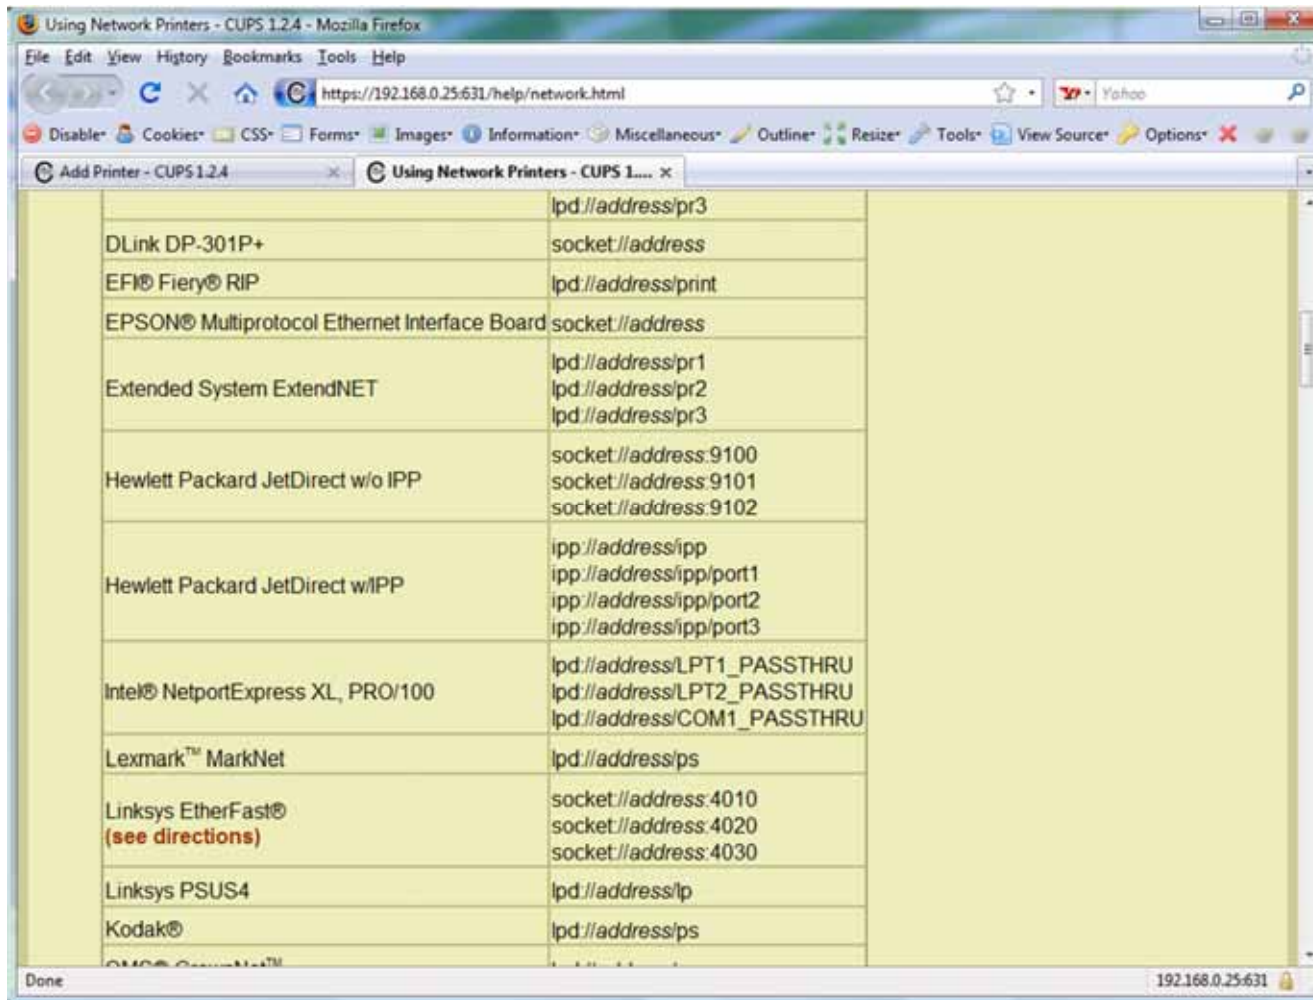 Using Network Printers - CUPS 1.2.4 - Mozilla Firefox
File Edit View History Bookmarks Tools Help
https://192.168.0.25:631/help/network.html
Yahoo
Disable Cookies CSS Forms Images Information Miscellaneous Outline Resize Tools View Source Options
Add Printer - CUPS 1.2.4
Using Network Printers - CUPS 1....
lpd://address/pr3
DLink DP-301P+ socket://address
EFI® Fiery® RIP lpd://address/print
EPSON® Multiprotocol Ethernet Interface Board socket://address
Extended System ExtendNET
lpd://address/pr1
lpd://address/pr2
lpd://address/pr3
Hewlett Packard JetDirect w/o IPP
socket://address:9100
socket://address:9101
socket://address:9102
Hewlett Packard JetDirect w/IPP
ipp://address/ipp
ipp://address/ipp/port1
ipp://address/ipp/port2
ipp://address/ipp/port3
Intel® NetportExpress XL, PRO/100
lpd://address/LPT1_PASSTHRU
lpd://address/LPT2_PASSTHRU
lpd://address/COM1_PASSTHRU
Lexmark™ MarkNet lpd://address/ps
Linksys EtherFast®
(see directions)
socket://address:4010
socket://address:4020
socket://address:4030
Linksys PSUS4 lpd://address/lp
Kodak® lpd://address/ps
Done
192.168.0.25:631